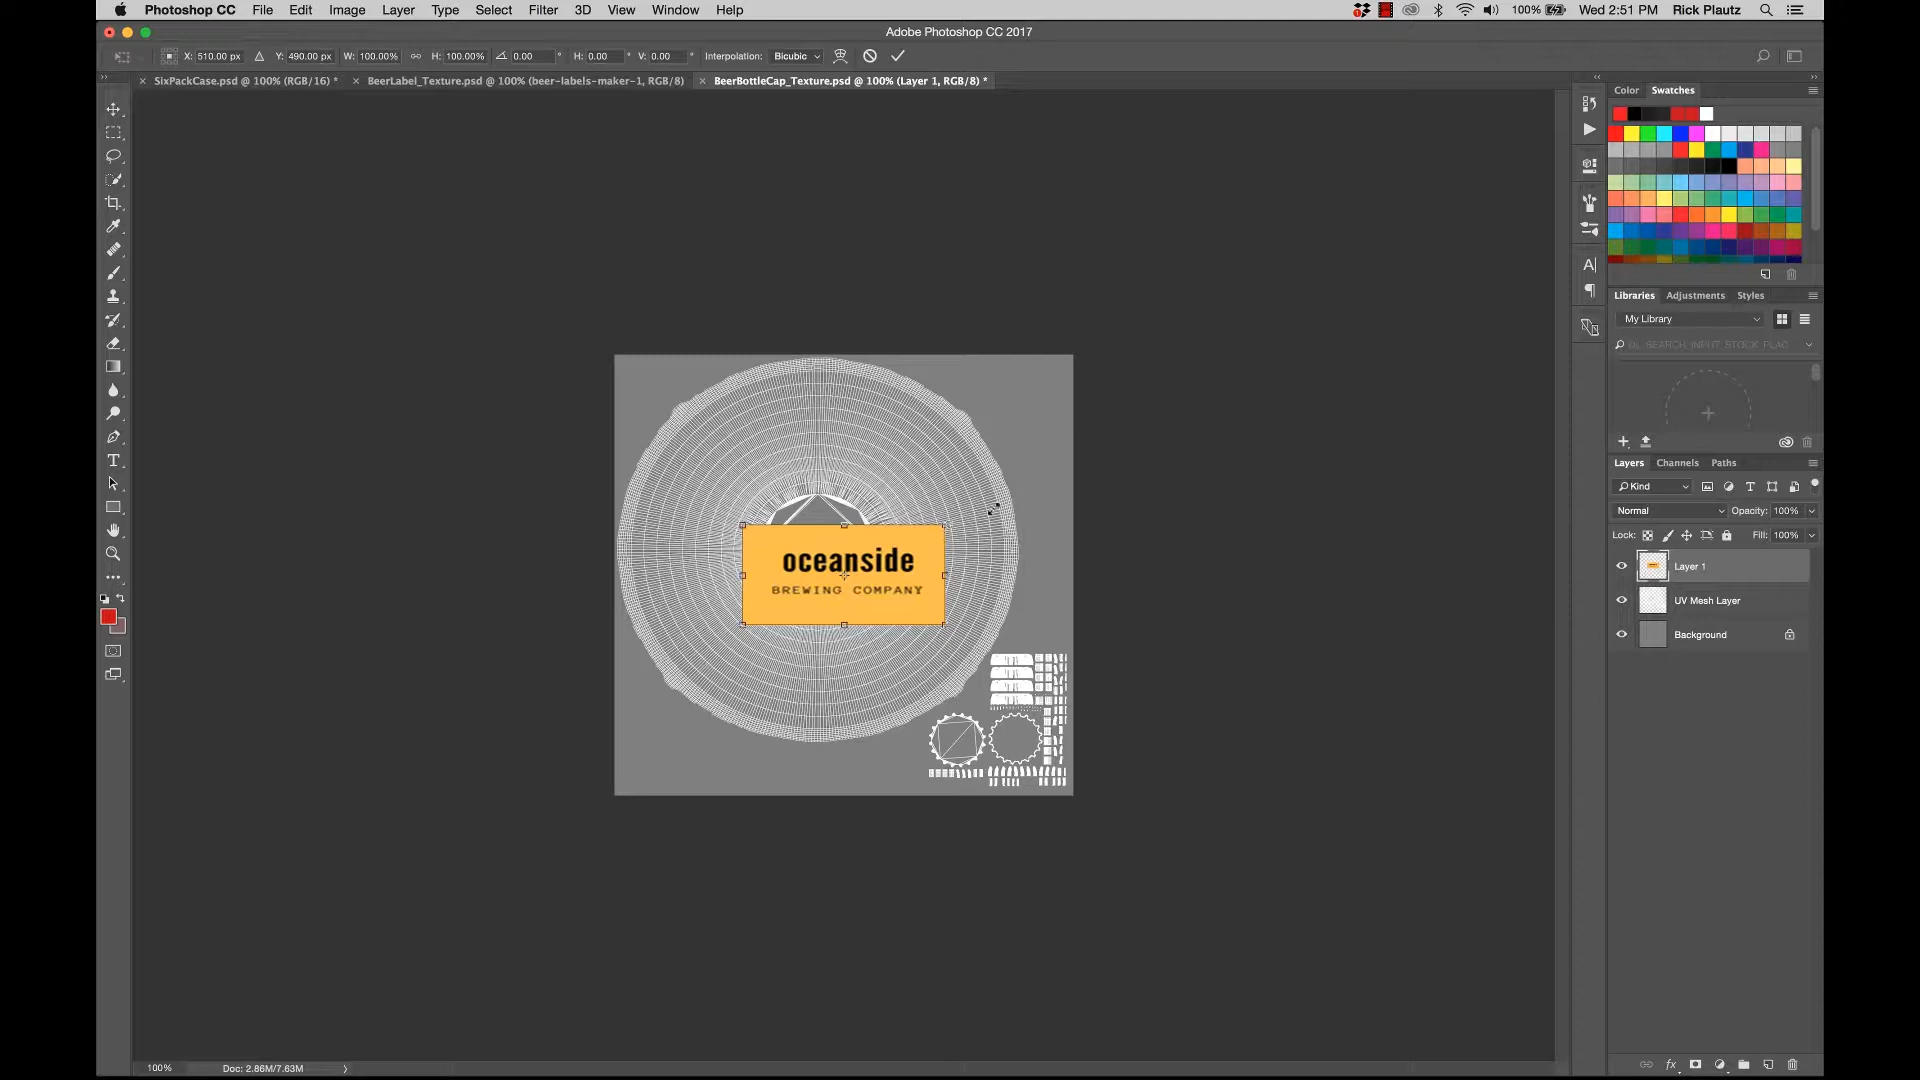 Photoshop CC File Edit Image Layer Type Select Filter 3D View Window Help 100% Wed 2:51 PM Rick Plautz
Adobe Photoshop CC 2017
X: 510.00 px Y: 490.00 px W: 100.00% H: 100.00% 0.00 ° H: 0.00 ° V: 0.00 ° Interpolation: Bicubic
SixPackCase.psd @ 100% (RGB/16) * BeerLabel_Texture.psd @ 100% (beer-labels-maker-1, RGB/8) BeerBottleCap_Texture.psd @ 100% (Layer 1, RGB/8) *
Color Swatches
Libraries Adjustments Styles
My Library
DL_SEARCH_INPUT_STOCK_PLAC
Layers Channels Paths
Kind
Normal Opacity: 100%
Lock: Fill: 100%
Layer 1
UV Mesh Layer
Background
oceanside
BREWING COMPANY
100% Doc: 2.86M/7.63M